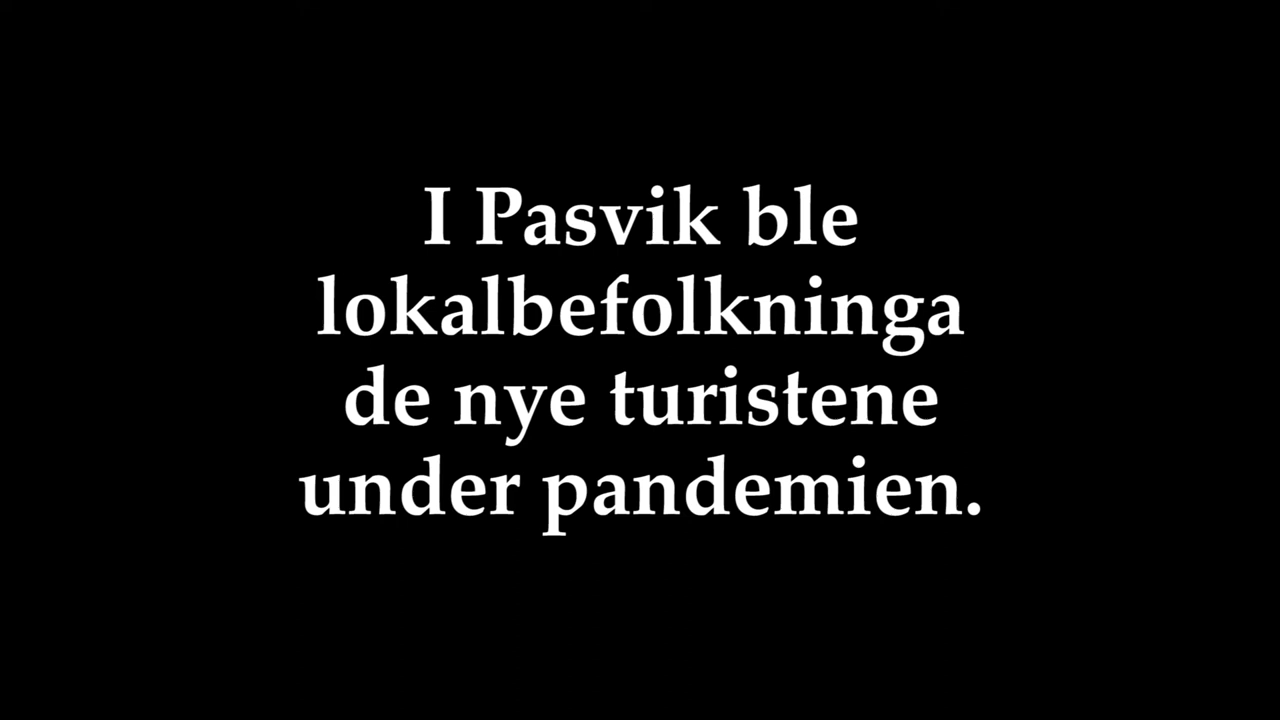 I Pasvik ble
lokalbefolkninga
de nye turistene
under pandemien.